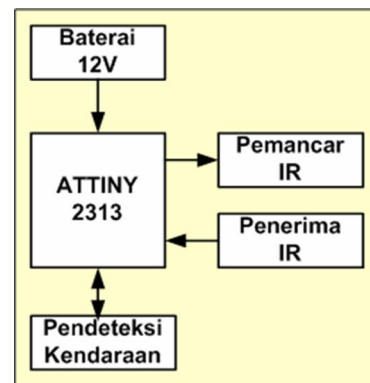 Baterai
12V
ATTINY
2313
Pemancar
IR
Penerima
IR
Pendeteksi
Kendaraan